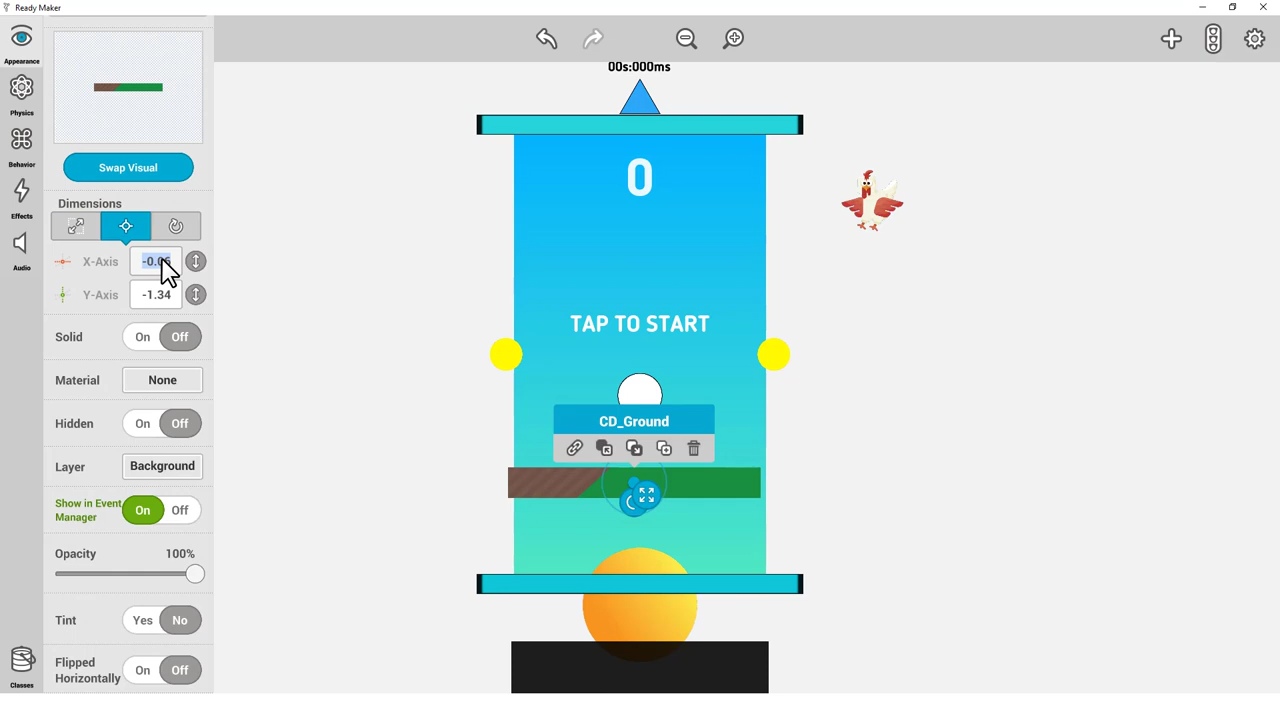 Ready Maker
Appearance
Physics
Behavior
Effects
Audio
Classes
Swap Visual
Dimensions
X-Axis
Y-Axis -1.34
Solid On Off
Material None
Hidden On Off
Layer Background
Show in Event
Manager On Off
Opacity 100%
Tint Yes No
Flipped
Horizontally On Off
00s:000ms
0
TAP TO START
CD_Ground